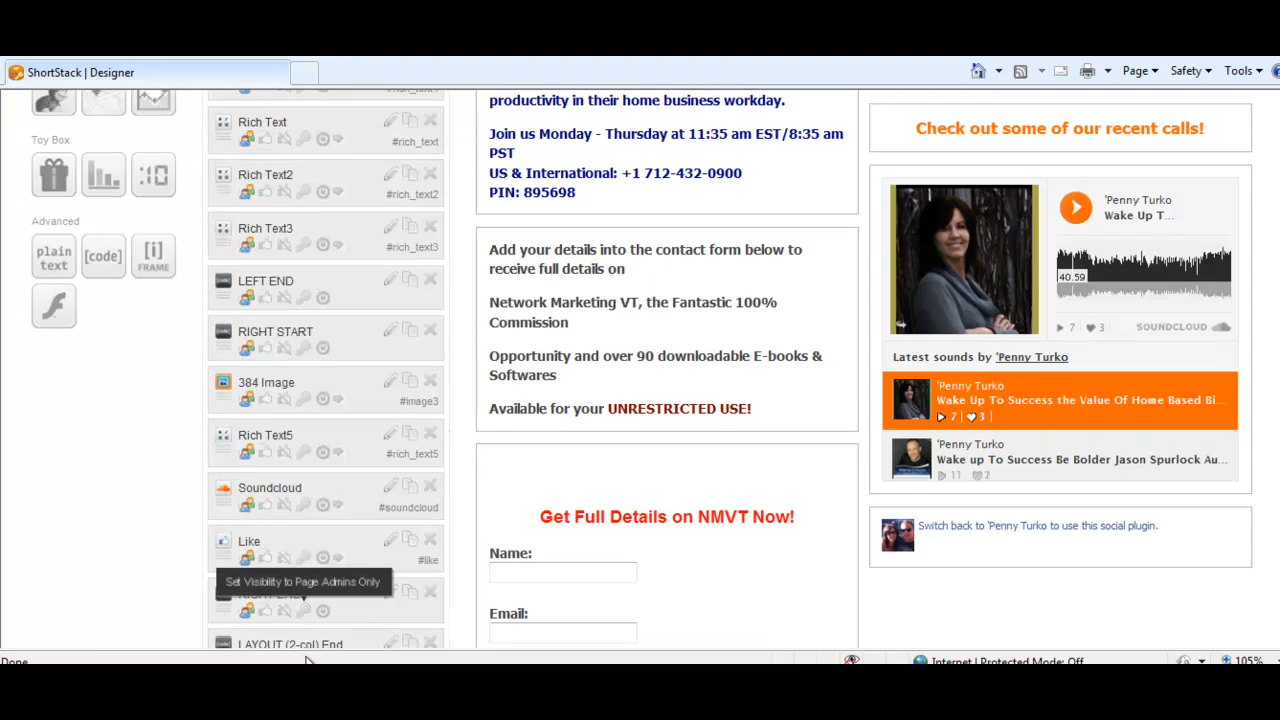 ShortStack | Designer
Page
Safety
Tools
Toy Box
:10
Advanced
plain
text
[code]
[i]
FRAME
Rich Text
#rich_text
Rich Text2
#rich_text2
Rich Text3
#rich_text3
LEFT END
RIGHT START
384 Image
#image3
Rich Text5
#rich_text5
Soundcloud
#soundcloud
Like
#like
Set Visibility to Page Admins Only
LAYOUT (2-col) End
productivity in their home business workday.
Join us Monday - Thursday at 11:35 am EST/8:35 am
PST
US & International: +1 712-432-0900
PIN: 895698
Add your details into the contact form below to
receive full details on
Network Marketing VT, the Fantastic 100%
Commission
Opportunity and over 90 downloadable E-books &
Softwares
Available for your UNRESTRICTED USE!
Get Full Details on NMVT Now!
Name:
Email:
Check out some of our recent calls!
'Penny Turko
Wake Up T...
40.59
7 3
SOUNDCLOUD
Latest sounds by 'Penny Turko
'Penny Turko
Wake Up To Success the Value Of Home Based Bi...
7 | 3 |
'Penny Turko
Wake up To Success Be Bolder Jason Spurlock Au...
11 2
Switch back to 'Penny Turko to use this social plugin.
Done
Internet | Protected Mode: Off
105%